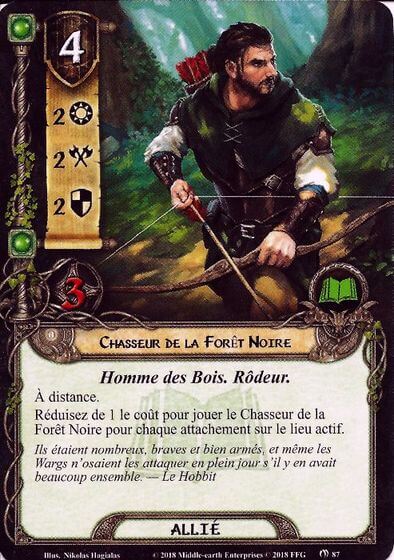 4
2
2
2
3
Chasseur de la Forêt Noire
Homme des Bois. Rôdeur.
À distance.
Réduisez de 1 le coût pour jouer le Chasseur de la
Forêt Noire pour chaque attachement sur le lieu actif.
Ils étaient nombreux, braves et bien armés, et même les
Wargs n'osaient les attaquer en plein jour s'il y en avait
beaucoup ensemble. — Le Hobbit
ALLIÉ
Illus. Nikolas Hagialas © 2018 Middle-earth Enterprises © 2018 FFG 87